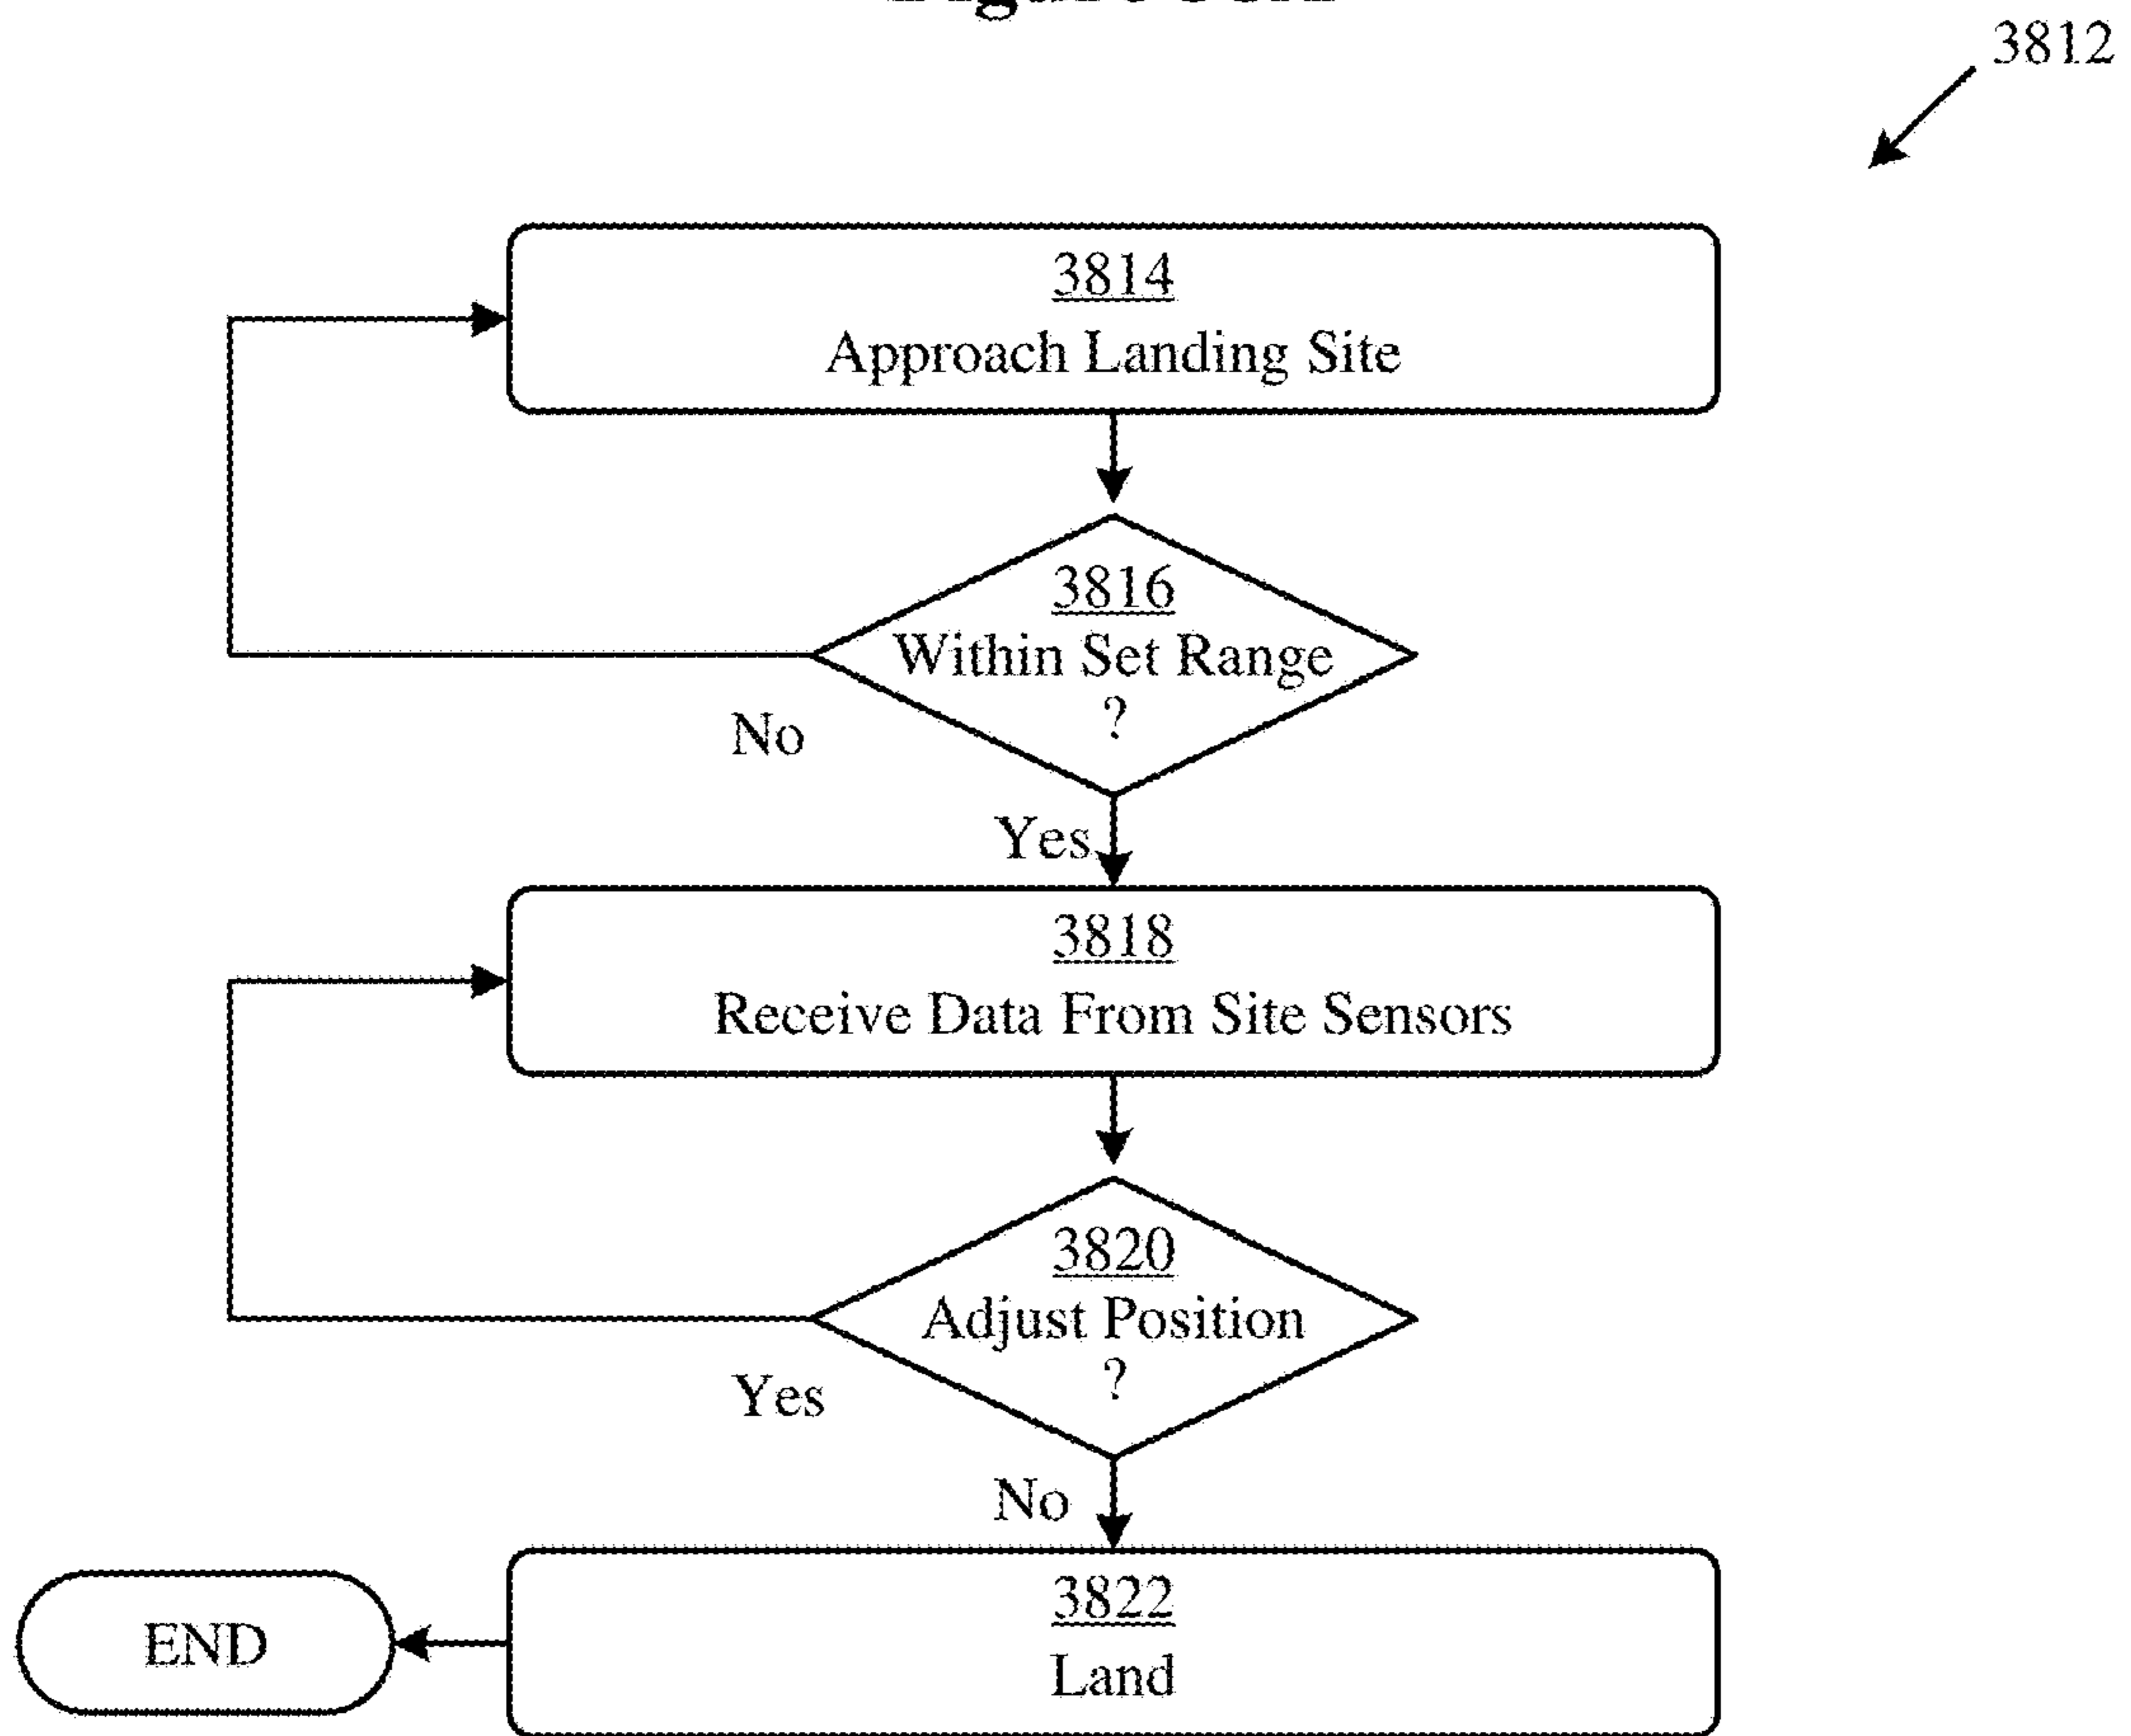 3812
3814
Approach Landing Site
3816
Within Set Range
?
No
Yes
3818
Receive Data From Site Sensors
3820
Adjust Position
?
Yes
No
3822
Land
END